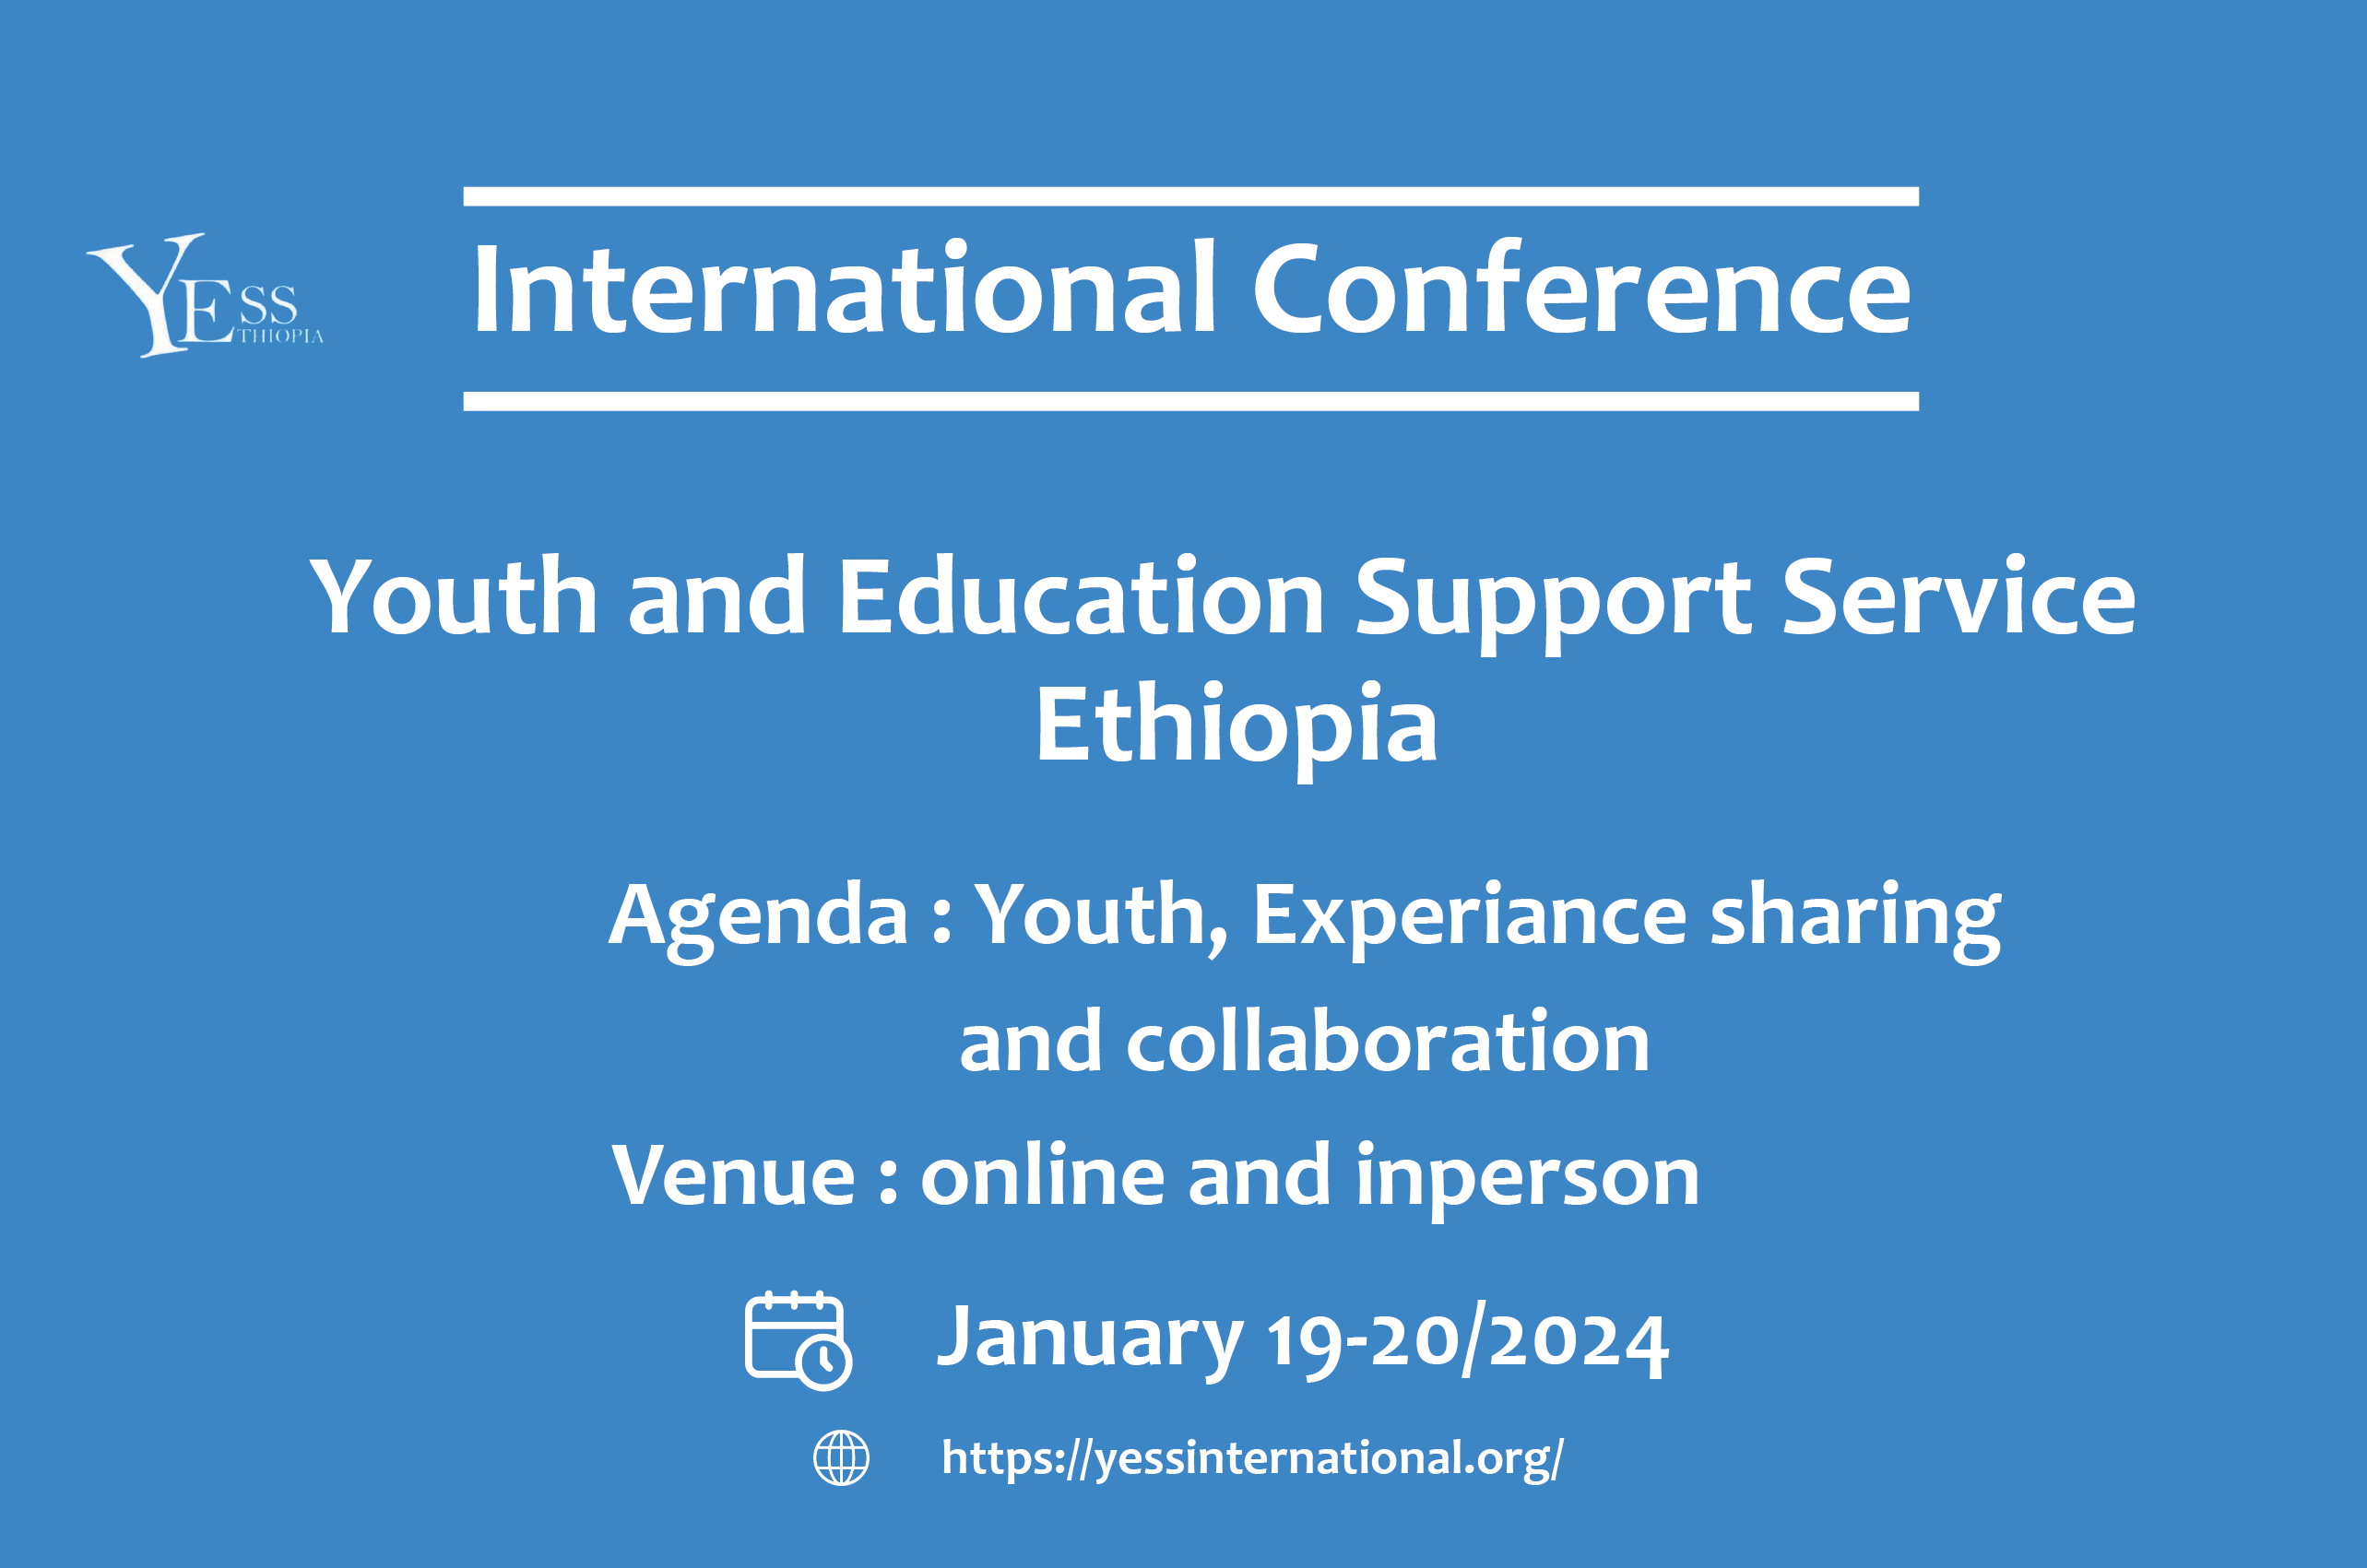 YESS
ETHIOPIA
International Conference
Youth and Education Support Service
Ethiopia
Agenda : Youth, Experiance sharing
and collaboration
Venue : online and inperson
January 19-20/2024
https://yessinternational.org/